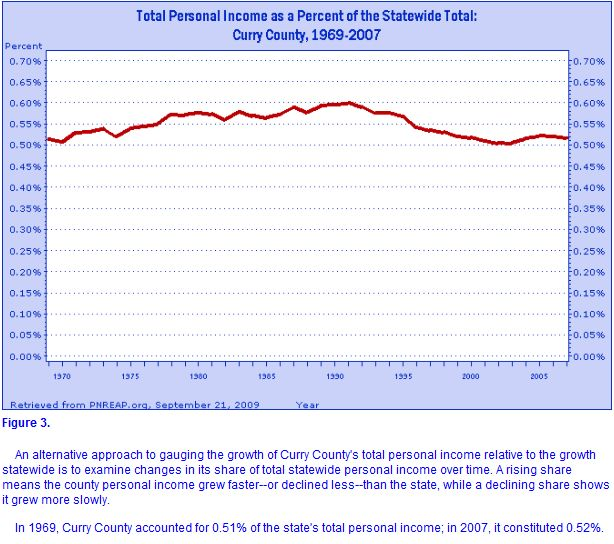 Total Personal Income as a Percent of the Statewide Total:
Curry County, 1969-2007
Percent
0.70% 0.70%
0.65% 0.65%
0.60% 0.60%
0.55% 0.55%
0.50% 0.50%
0.45% 0.45%
0.40% 0.40%
0.35% 0.35%
0.30% 0.30%
0.25% 0.25%
0.20% 0.20%
0.15% 0.15%
0.10% 0.10%
0.05% 0.05%
0.00% 0.00%
1970 1975 1980 1985 1990 1995 2000 2005
Retrieved from PNREAP.org, September 21, 2009 Year
Figure 3.
An alternative approach to gauging the growth of Curry County's total personal income relative to the growth
statewide is to examine changes in its share of total statewide personal income over time. A rising share
means the county personal income grew faster--or declined less--than the state, while a declining share shows
it grew more slowly.
In 1969, Curry County accounted for 0.51% of the state's total personal income; in 2007, it constituted 0.52%.